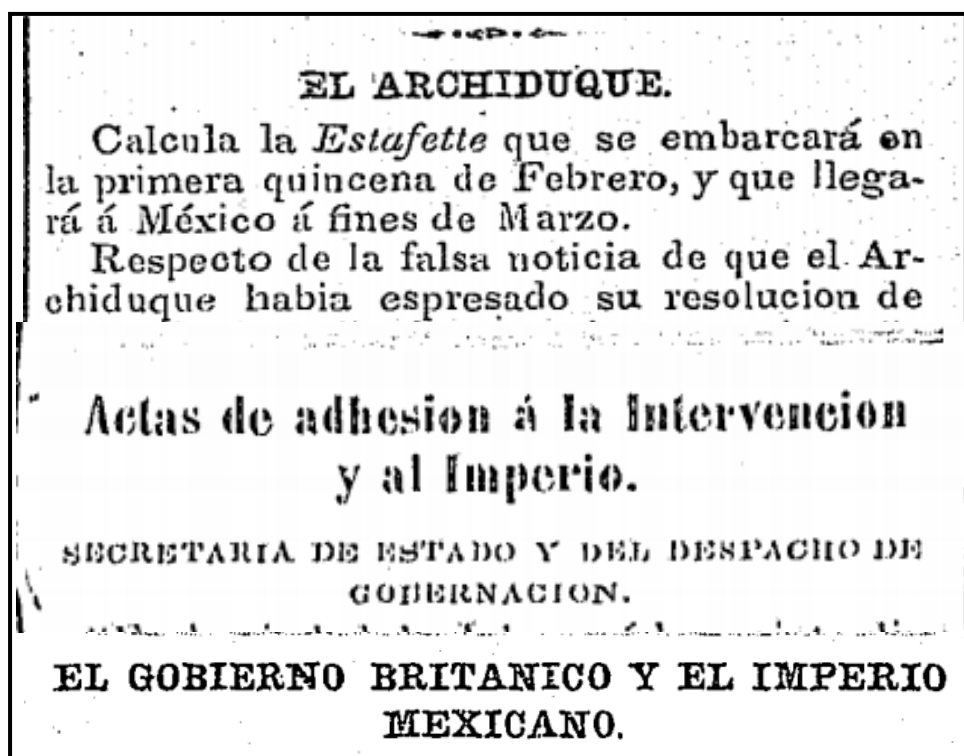 EL ARCHIDUQUE.
Calcula la Estafette que se embarcará en
la primera quincena de Febrero, y que llega-
rá á México á fines de Marzo.
Respecto de la falsa noticia de que el Ar-
chiduque habia espresado su resolucion de
Actas de adhesion á la Intervencion
y al Imperio.
SECRETARIA DE ESTADO Y DEL DESPACHO DE
GOBERNACION.
EL GOBIERNO BRITANICO Y EL IMPERIO
MEXICANO.